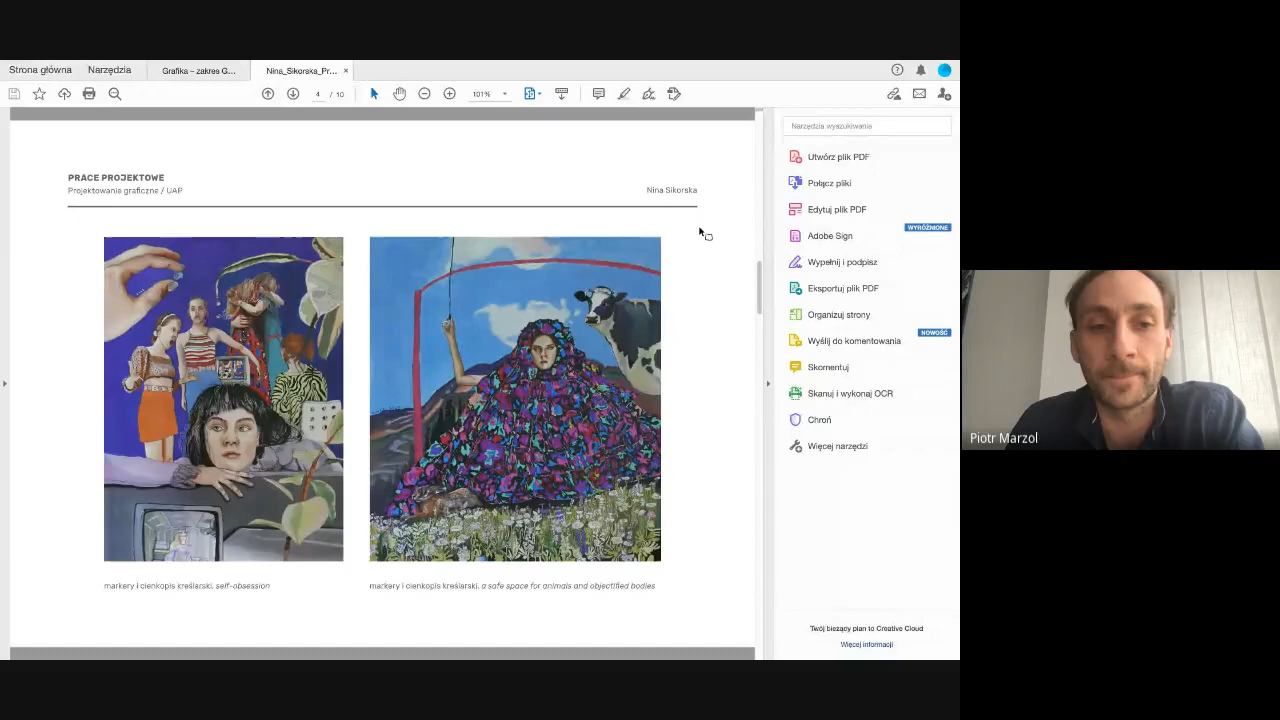 Strona główna
Narzędzia
Grafika – zakres G...
Nina_Sikorska_Pr... ×
4 / 10
101%
Narzędzia wyszukiwania
Utwórz plik PDF
Połącz pliki
Edytuj plik PDF
WYRÓŻNIONE
Adobe Sign
Wypełnij i podpisz
Eksportuj plik PDF
Organizuj strony
NOWOŚĆ
Wyślij do komentowania
Skomentuj
Skanuj i wykonaj OCR
Chroń
Więcej narzędzi
Twój bieżący plan to Creative Cloud
Więcej informacji
PRACE PROJEKTOWE
Projektowanie graficzne / UAP
Nina Sikorska
markery i cienkopis kreślarski, self-obsession
markery i cienkopis kreślarski, a safe space for animals and objectified bodies
Piotr Marzol